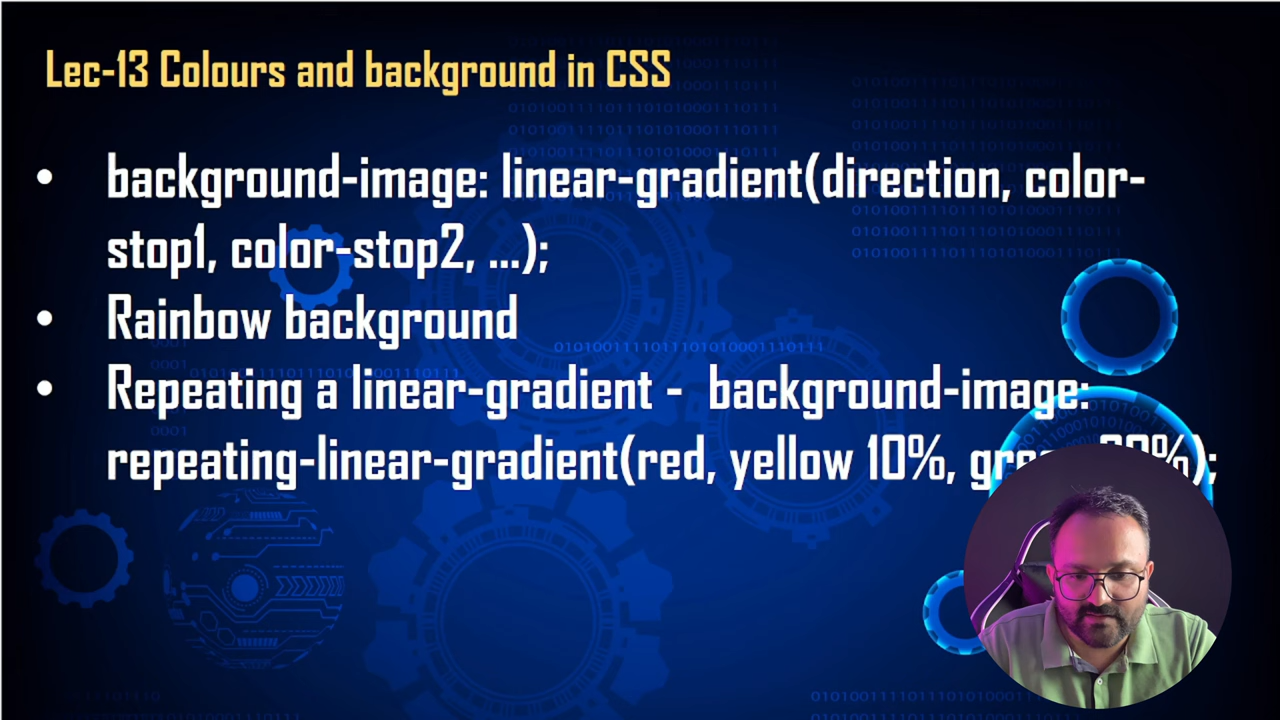 Lec-13 Colours and background in CSS
• background-image: linear-gradient(direction, color-
stop1, color-stop2, ...);
• Rainbow background
• Repeating a linear-gradient - background-image:
repeating-linear-gradient(red, yellow 10%, );